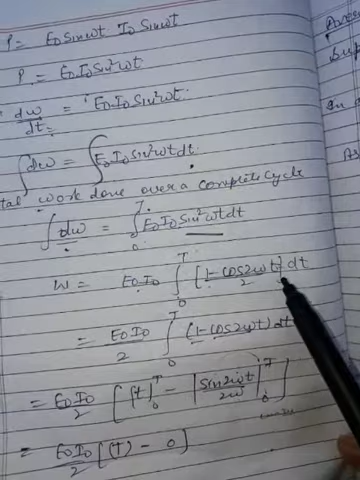 P = E₀ Sinωt I₀ Sinωt
P = E₀I₀ Sin²ωt
dw/dt = E₀I₀ Sin²ωt
∫dw = ∫E₀I₀ Sin²ωt dt
tal work done over a complete cycle
∫dw = ∫₀ᵀ E₀I₀ Sin²ωt dt
W = E₀I₀ ∫₀ᵀ [1-cos2ωt/2] dt
= E₀I₀/2 ∫₀ᵀ (1-cos2ωt) dt
= E₀I₀/2 [[t]₀ᵀ - |Sin2ωt/2ω|₀ᵀ]
= E₀I₀/2 [(T) - 0]
Sup